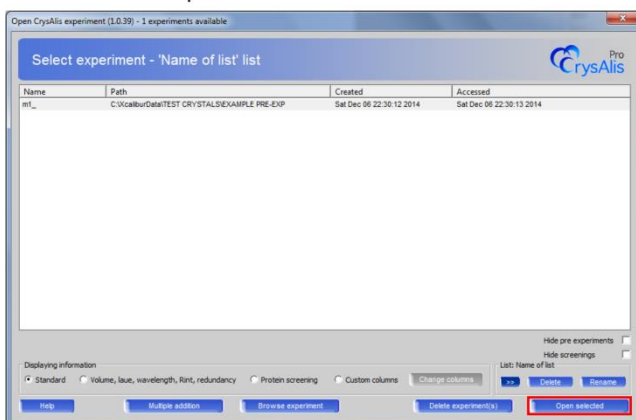 Open CrysAlis experiment (1.0.39) - 1 experiments available
Select experiment - 'Name of list' list
CrysAlis Pro
Name Path Created Accessed
m1_ C:\XcaliburData\TEST CRYSTALS\EXAMPLE PRE-EXP Sat Dec 06 22:30:12 2014 Sat Dec 06 22:30:13 2014
Hide pre experiments
Hide screenings
Displaying information
List: Name of list
Standard Volume, laue, wavelength, Rint, redundancy Protein screening Custom columns Change columns >> Delete Rename
Help Multiple addition Browse experiment Delete experiment(s) Open selected